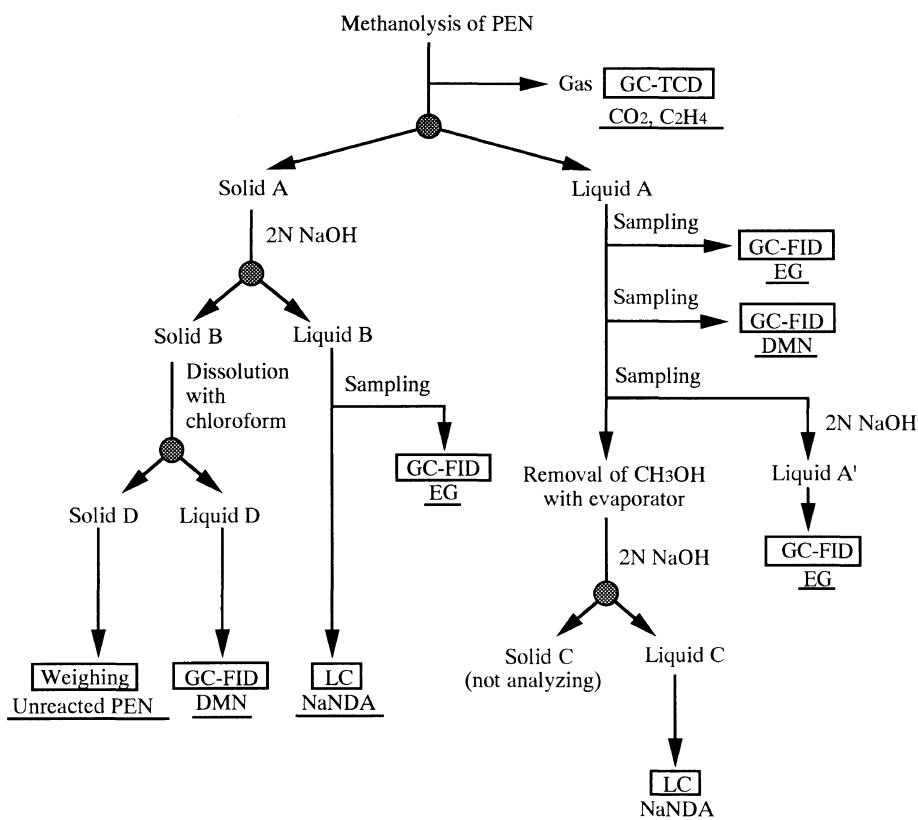 Methanolysis of PEN
Gas GC-TCD
CO2, C2H4
Solid A
Liquid A
2N NaOH
Sampling
GC-FID
EG
Sampling
GC-FID
DMN
Solid B
Liquid B
Dissolution
with
chloroform
Sampling
Sampling
2N NaOH
GC-FID
EG
Removal of CH3OH
with evaporator
Liquid A'
Solid D
Liquid D
GC-FID
EG
2N NaOH
Solid C
(not analyzing)
Liquid C
Weighing
Unreacted PEN
GC-FID
DMN
LC
NaNDA
LC
NaNDA